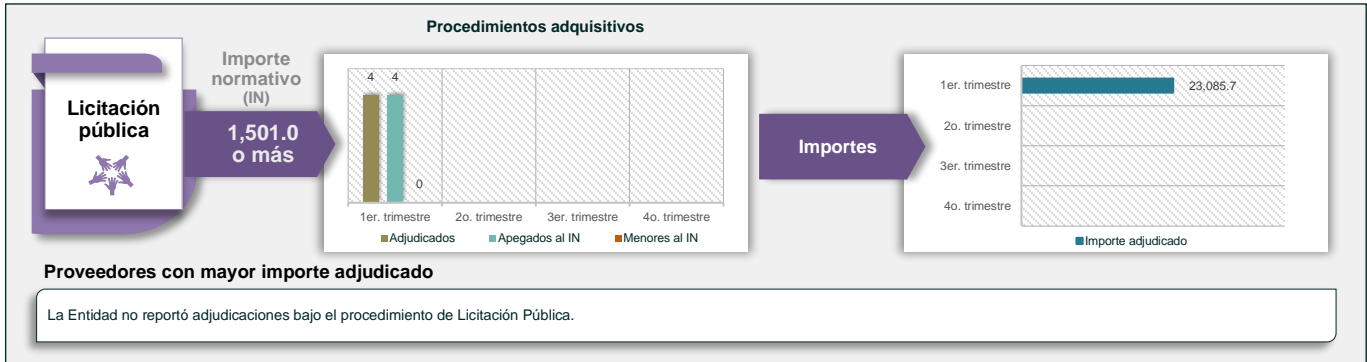 Procedimientos adquisitivos
Licitación
pública
Importe
normativo
(IN)
1,501.0
o más
4 4
0
1er. trimestre 2o. trimestre 3er. trimestre 4o. trimestre
Adjudicados Apegados al IN Menores al IN
Importes
1er. trimestre 23,085.7
2o. trimestre
3er. trimestre
4o. trimestre
Importe adjudicado
Proveedores con mayor importe adjudicado
La Entidad no reportó adjudicaciones bajo el procedimiento de Licitación Pública.